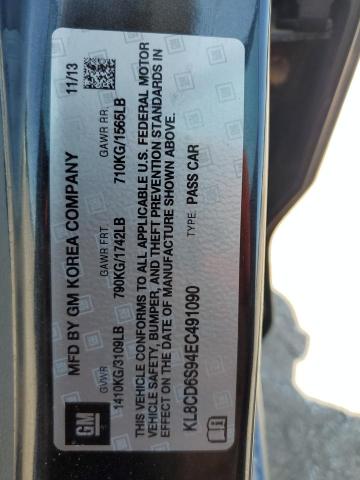 MFD BY GM KOREA COMPANY 11/13
GVWR GAWR FRT GAWR RR
1410KG/3109LB 790KG/1742LB 710KG/1565LB
THIS VEHICLE CONFORMS TO ALL APPLICABLE U.S. FEDERAL MOTOR
VEHICLE SAFETY, BUMPER, AND THEFT PREVENTION STANDARDS IN
EFFECT ON THE DATE OF MANUFACTURE SHOWN ABOVE.
KL8CD6S94EC491090 TYPE: PASS CAR
GM